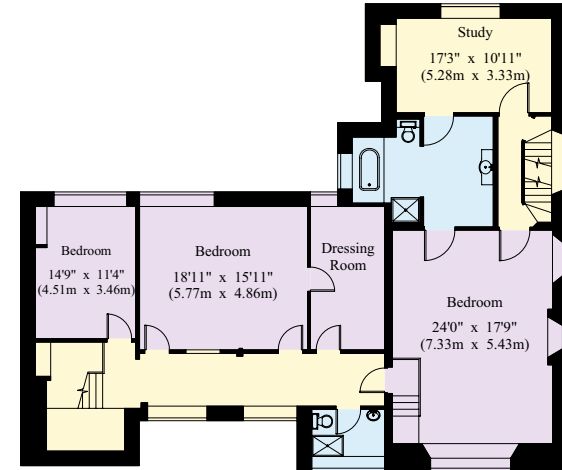 Study
17'3" x 10'11"
(5.28m x 3.33m)
Bedroom
14'9" x 11'4"
(4.51m x 3.46m)
Bedroom
18'11" x 15'11"
(5.77m x 4.86m)
Dressing
Room
Bedroom
24'0" x 17'9"
(7.33m x 5.43m)